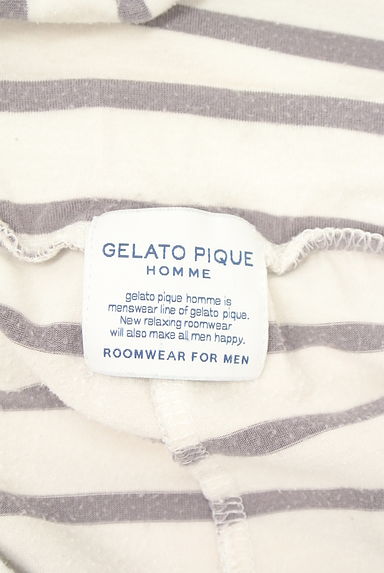 GELATO PIQUE
HOMME
gelato pique homme is
menswear line of gelato pique.
New relaxing roomwear
will also make all men happy.
ROOMWEAR FOR MEN